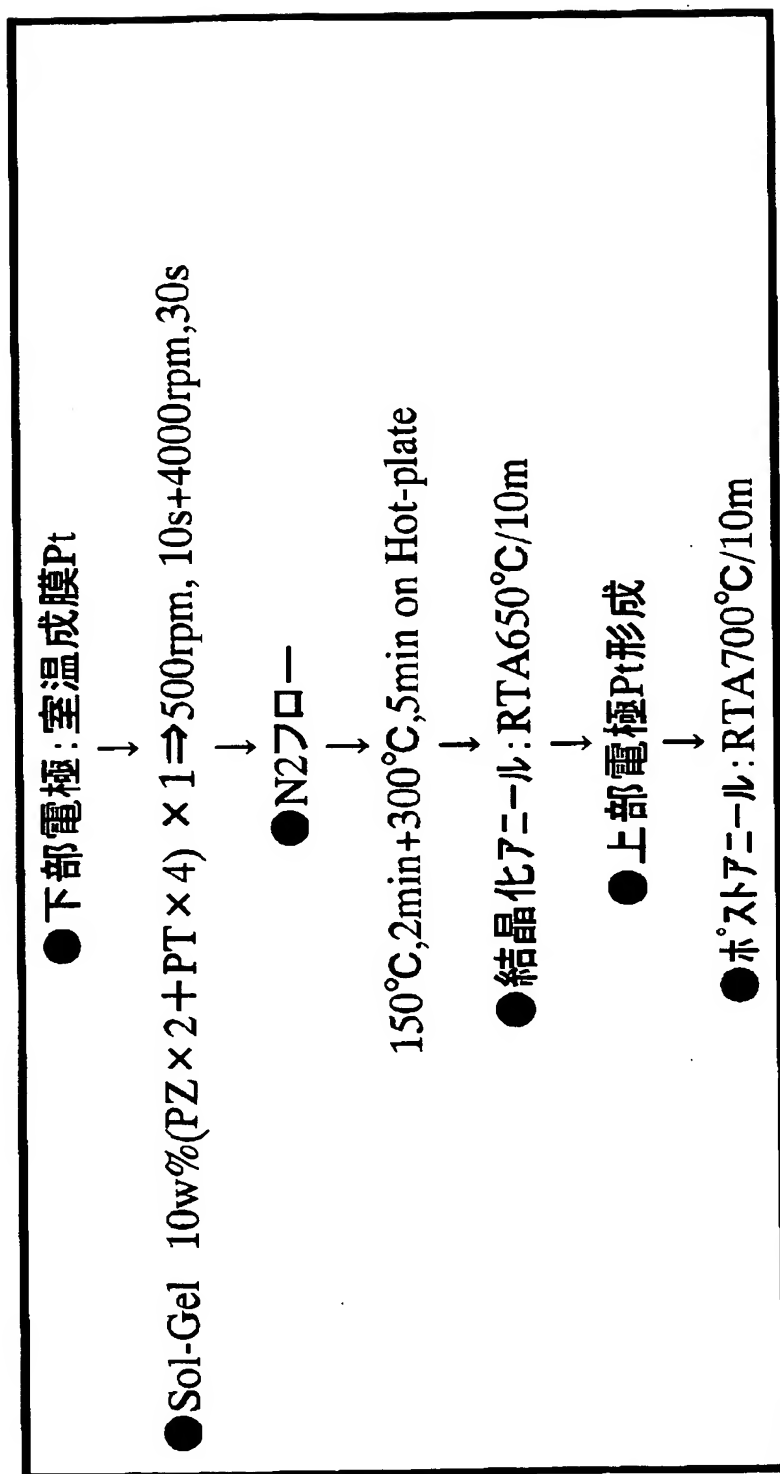 ●下部電極:室温成膜Pt
↓
●Sol-Gel 10w%(PZ×2+PT×4) ×1⇒500rpm, 10s+4000rpm,30s
↓
●N2フロー
↓
150℃,2min+300℃,5min on Hot-plate
↓
●結晶化アニール:RTA650℃/10m
↓
●上部電極Pt形成
↓
●ポストアニール:RTA700℃/10m